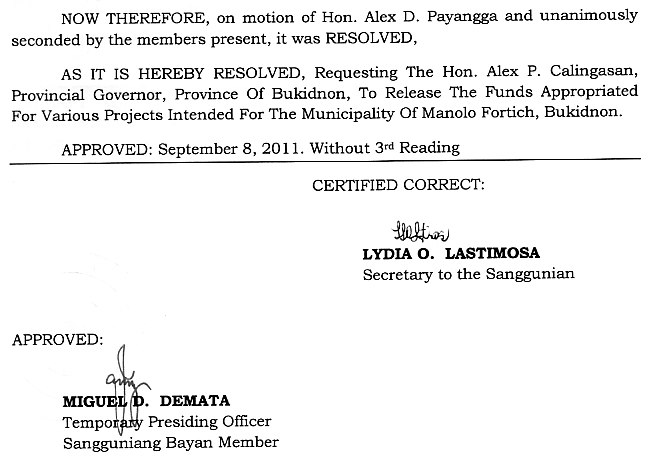 NOW THEREFORE, on motion of Hon. Alex D. Payangga and unanimously
seconded by the members present, it was RESOLVED,
AS IT IS HEREBY RESOLVED, Requesting The Hon. Alex P. Calingasan,
Provincial Governor, Province Of Bukidnon, To Release The Funds Appropriated
For Various Projects Intended For The Municipality Of Manolo Fortich, Bukidnon.
APPROVED: September 8, 2011. Without 3rd Reading
CERTIFIED CORRECT:
LYDIA O. LASTIMOSA
Secretary to the Sanggunian
APPROVED:
MIGUEL D. DEMATA
Temporary Presiding Officer
Sangguniang Bayan Member